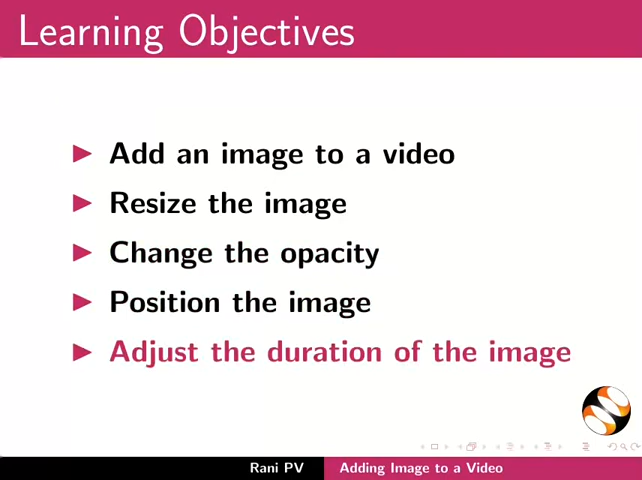 Learning Objectives
Add an image to a video
Resize the image
Change the opacity
Position the image
Adjust the duration of the image
Rani PV
Adding Image to a Video